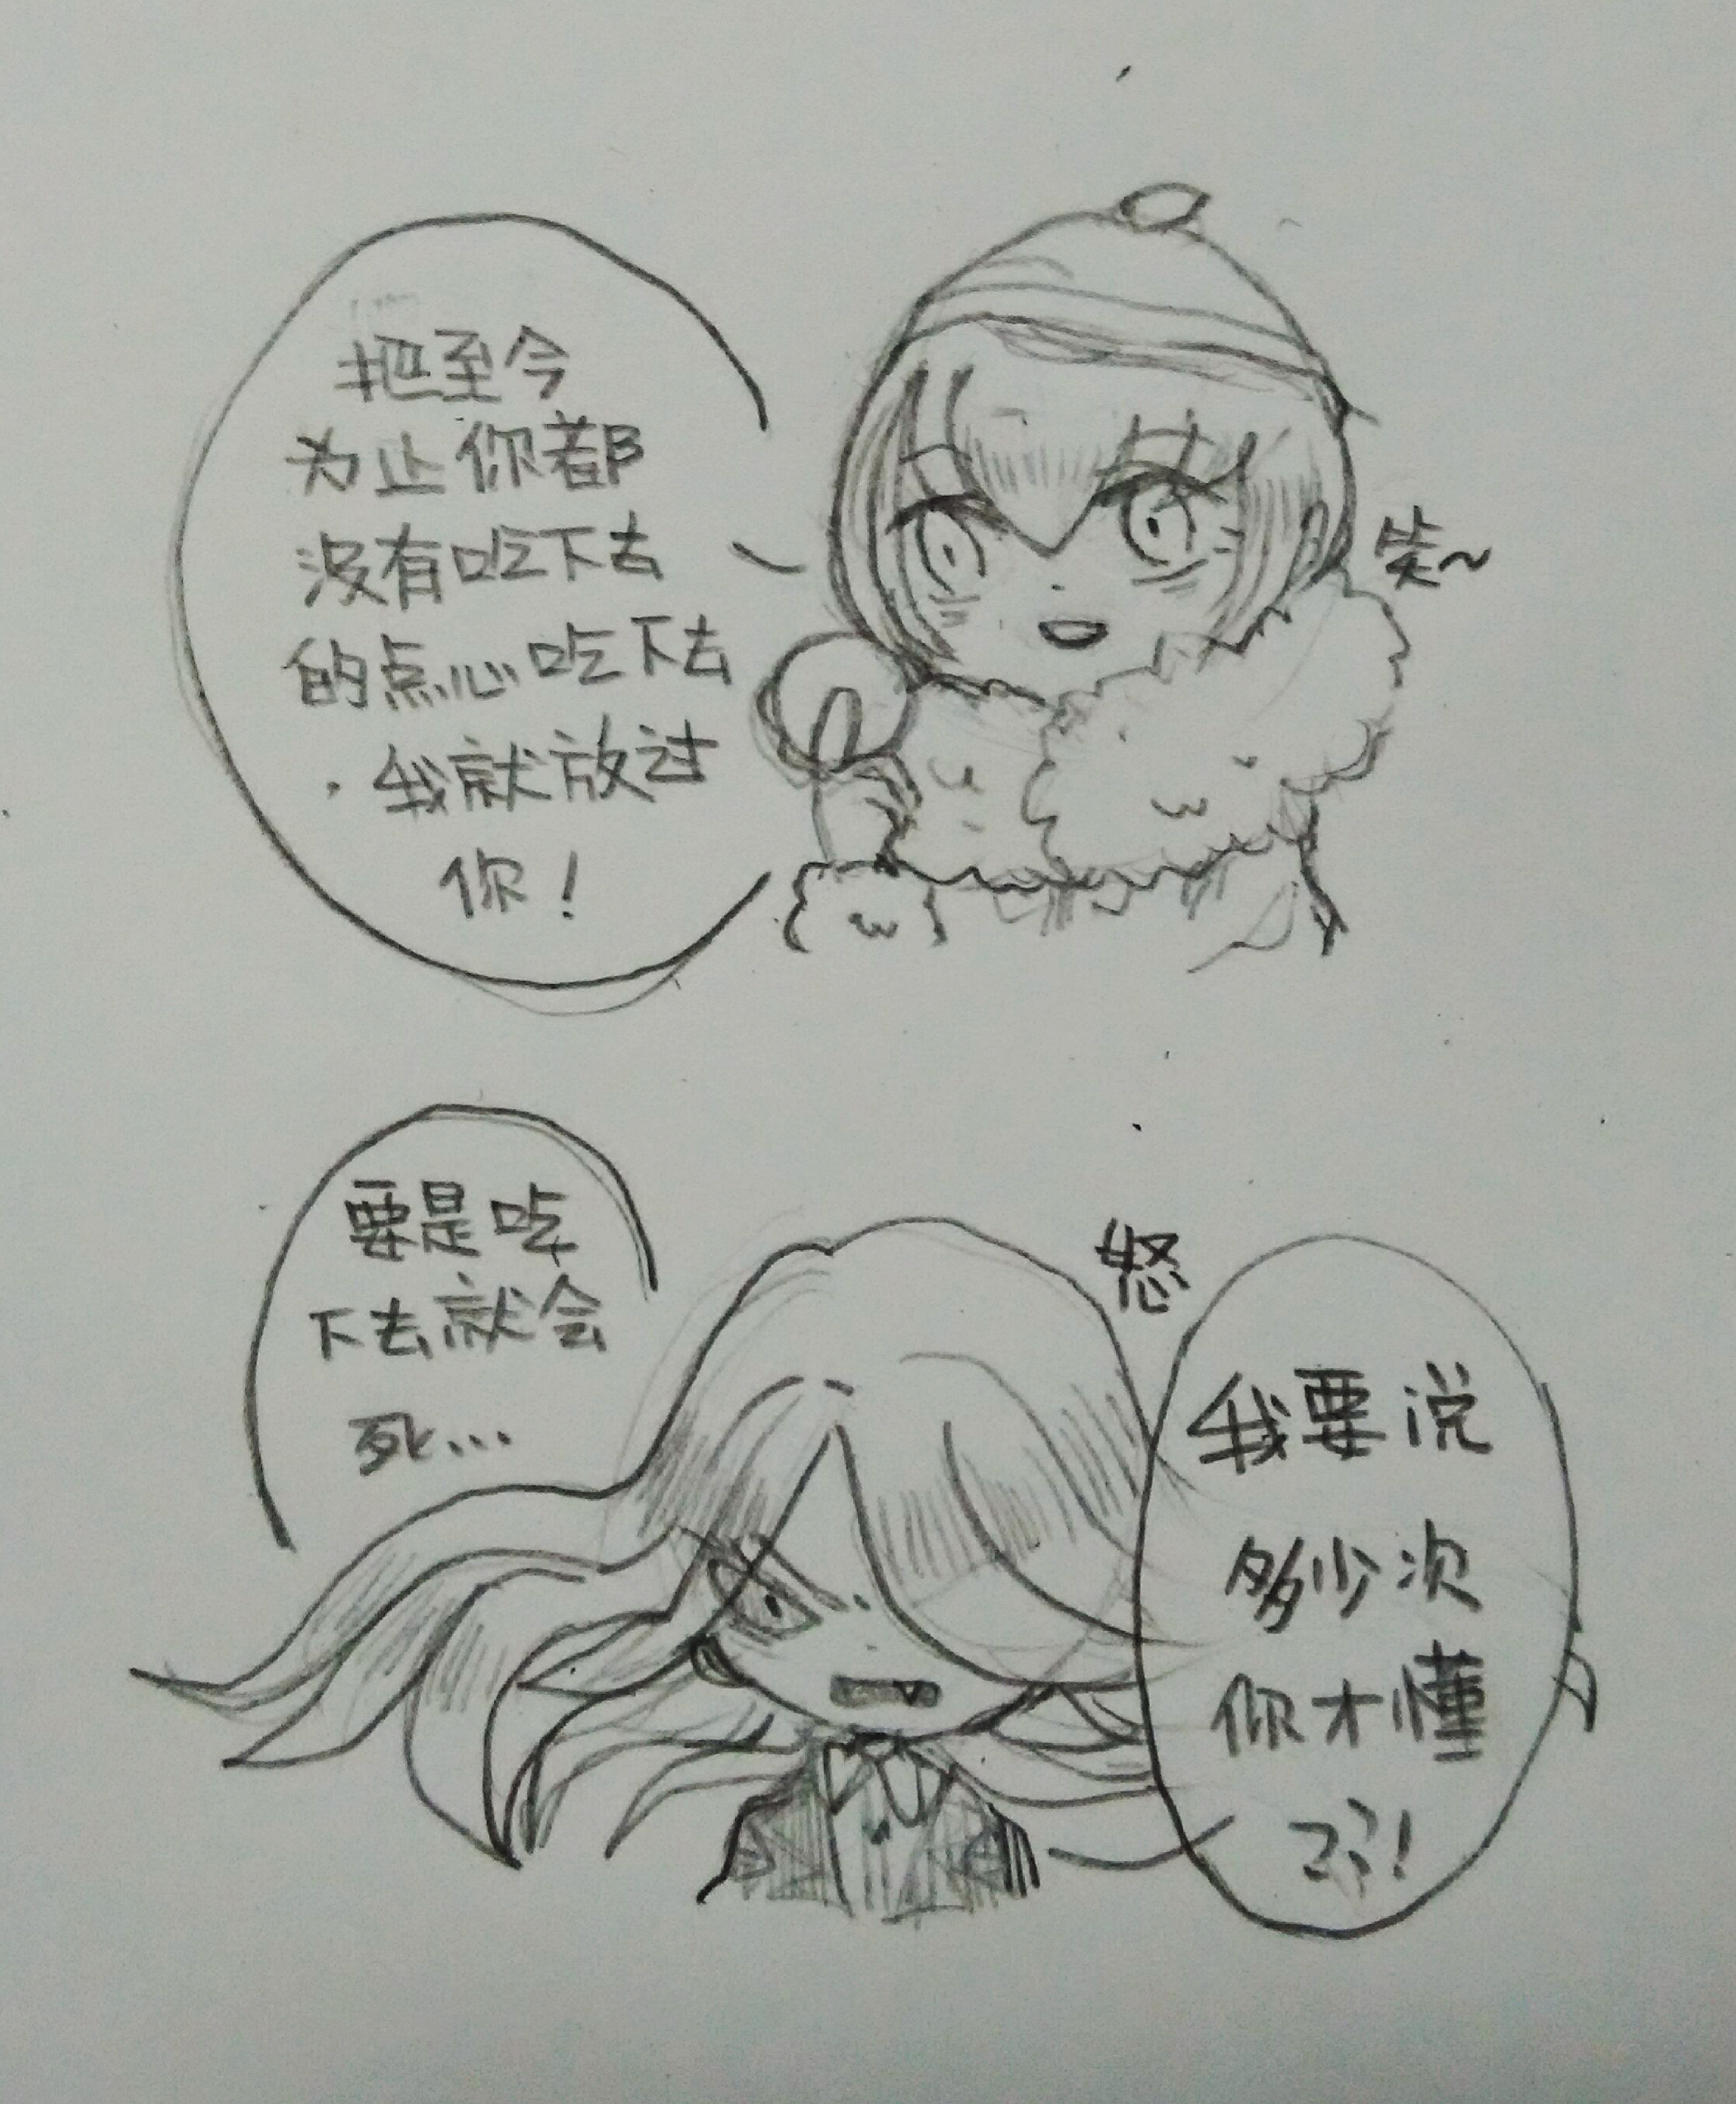 把至今
为止你都
没有吃下去
的点心吃下去
，我就放过
你！
笑~
要是吃
下去就会
死…
怒
我要说
多少次
你才懂